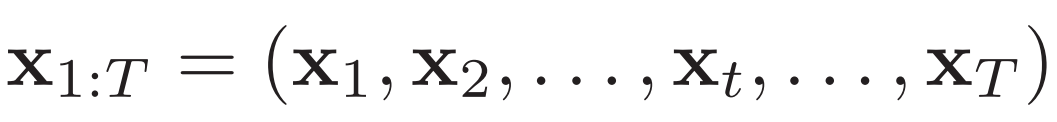 x_{1:T} = (x_1, x_2, . . . , x_t, . . . , x_T)